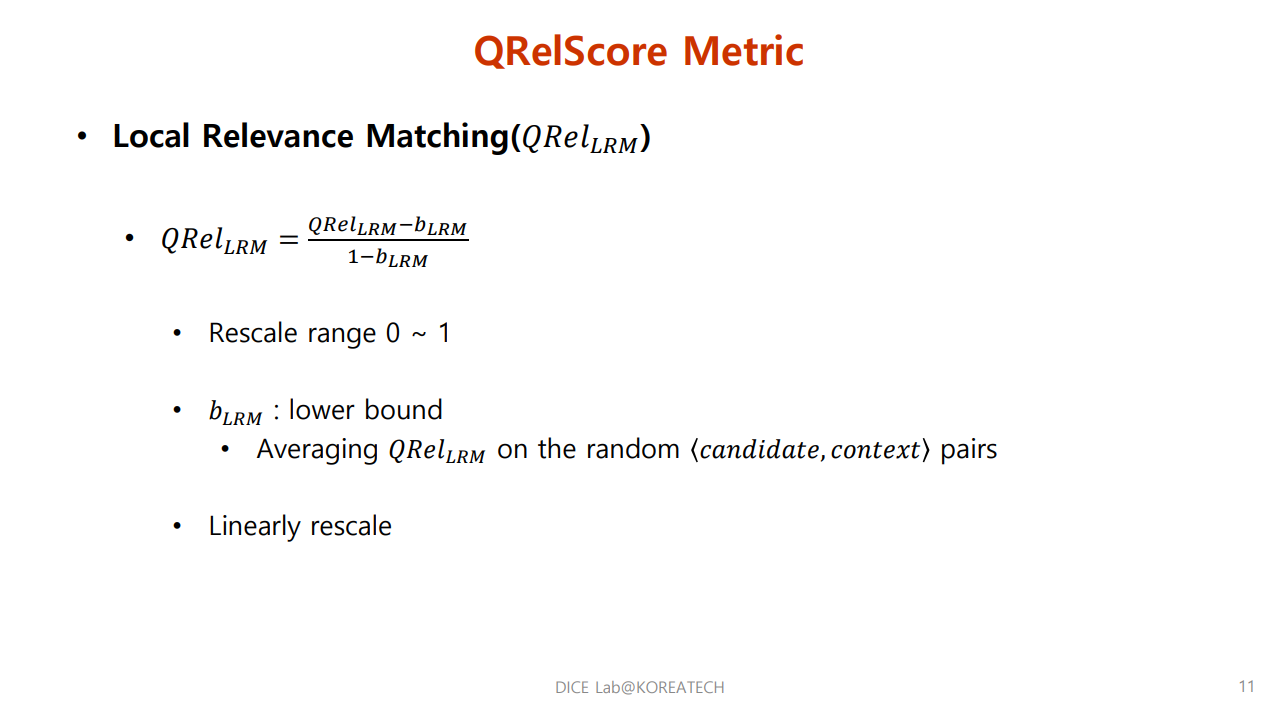 QRelScore Metric
• Local Relevance Matching(𝑄𝑅𝑒𝑙_{𝐿𝑅𝑀})
• 𝑄𝑅𝑒𝑙_{𝐿𝑅𝑀} = \frac{𝑄𝑅𝑒𝑙_{𝐿𝑅𝑀}−𝑏_{𝐿𝑅𝑀}}{1−𝑏_{𝐿𝑅𝑀}}
• Rescale range 0 ~ 1
• 𝑏_{𝐿𝑅𝑀} : lower bound
• Averaging 𝑄𝑅𝑒𝑙_{𝐿𝑅𝑀} on the random ⟨𝑐𝑎𝑛𝑑𝑖𝑑𝑎𝑡𝑒, 𝑐𝑜𝑛𝑡𝑒𝑥𝑡⟩ pairs
• Linearly rescale
DICE Lab@KOREATECH
11